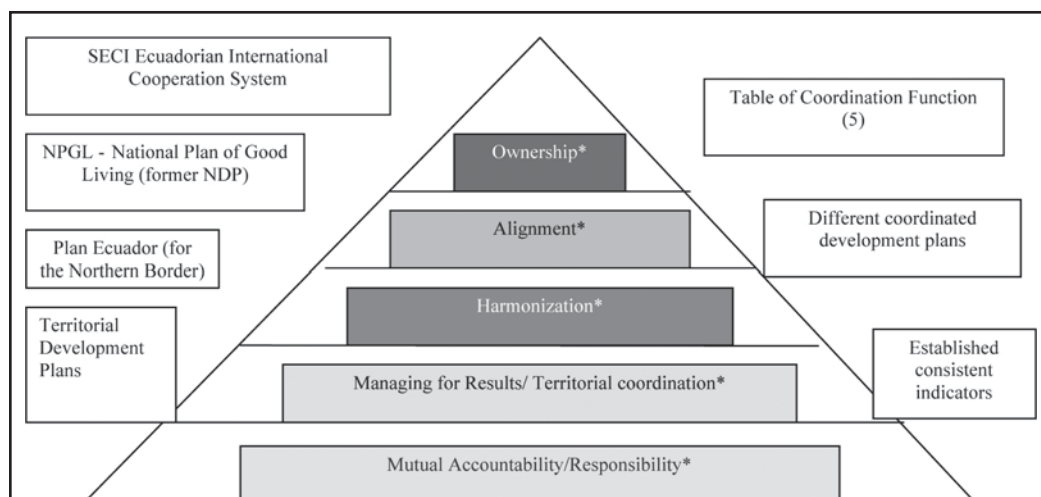 SECI Ecuadorian International
Cooperation System
NPGL - National Plan of Good
Living (former NDP)
Plan Ecuador (for
the Northern Border)
Territorial
Development
Plans
Ownership*
Alignment*
Harmonization*
Managing for Results/ Territorial coordination*
Mutual Accountability/Responsibility*
Table of Coordination Function
(5)
Different coordinated
development plans
Established
consistent
indicators